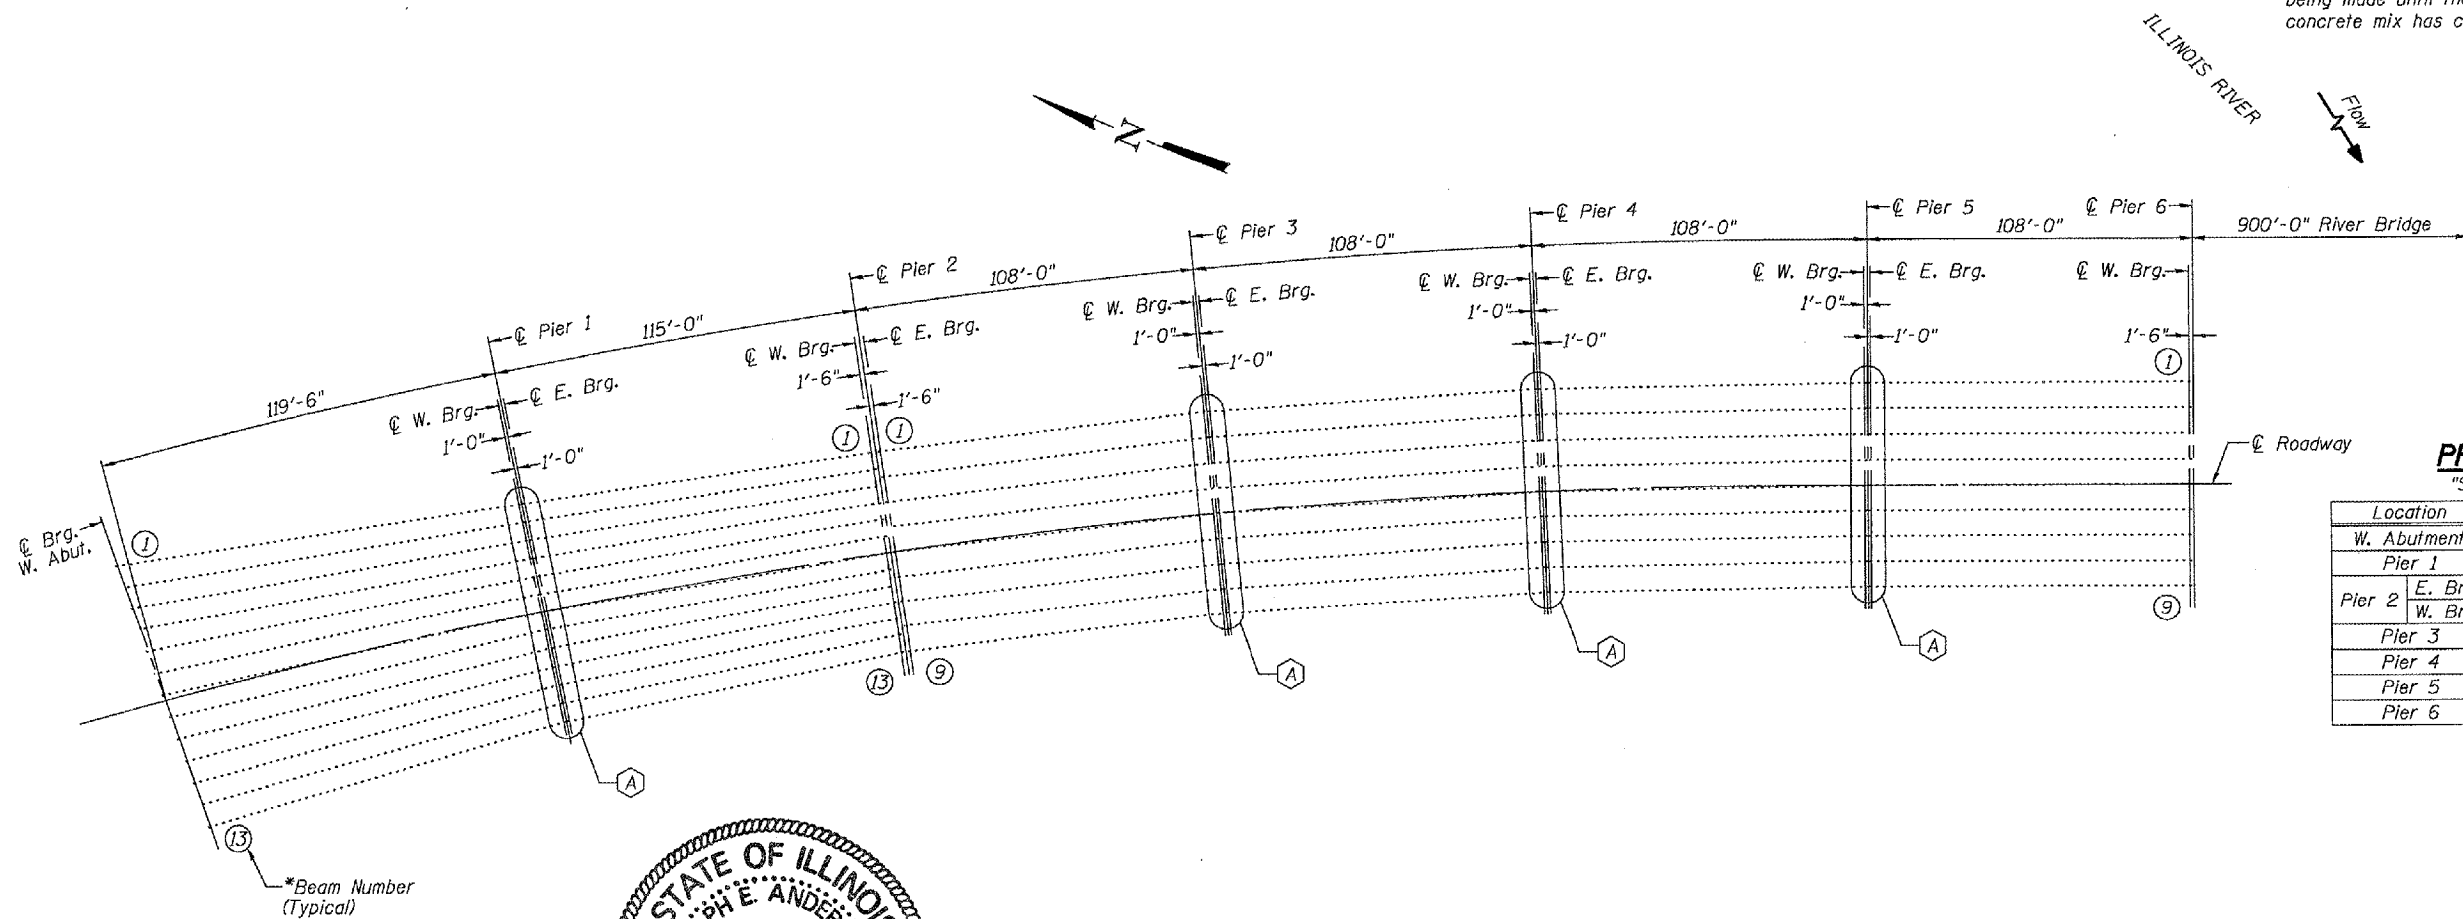 concrete mix has c
ILLINOIS RIVER
Flow
N
℄ Pier 1
℄ Pier 2
℄ Pier 3
℄ Pier 4
℄ Pier 5
℄ Pier 6
119'-6"
115'-0"
108'-0"
108'-0"
108'-0"
108'-0"
900'-0" River Bridge
℄ Brg.
W. Abut.
℄ W. Brg.
℄ E. Brg.
1'-0"
1'-0"
℄ W. Brg.
℄ E. Brg.
1'-6"
1'-6"
℄ W. Brg.
℄ E. Brg.
1'-0"
1'-0"
℄ W. Brg.
℄ E. Brg.
1'-0"
1'-0"
℄ W. Brg.
℄ E. Brg.
1'-0"
1'-0"
℄ W. Brg.
1'-6"
1
1
1
1
℄ Roadway
13
13
9
9
A
A
A
A
*Beam Number
(Typical)
STATE OF ILLINOIS
PH E. ANDER
Location
W. Abutment
Pier 1
Pier 2
E. Br
W. Br
Pier 3
Pier 4
Pier 5
Pier 6